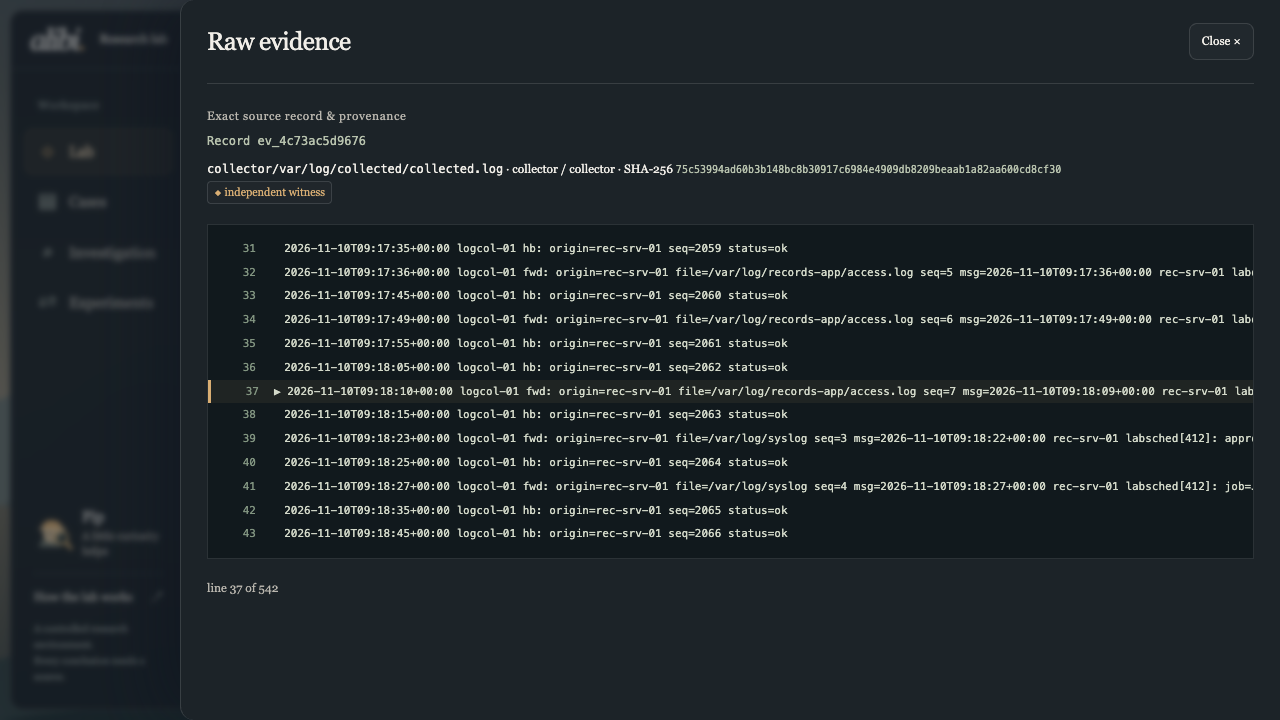 alibi.
Research lab
Workspace
Lab
Cases
Investigation
Experiments
Pip
How the lab works
Raw evidence
Close ×
Exact source record & provenance
Record ev_4c73ac5d9676
collector/var/log/collected/collected.log · collector / collector · SHA-256 75c53994ad60b3b148bc8b30917c6984e4909db8209beaab1a82aa600cd8cf30
◆ independent witness
31 2026-11-10T09:17:35+00:00 logcol-01 hb: origin=rec-srv-01 seq=2059 status=ok
32 2026-11-10T09:17:36+00:00 logcol-01 fwd: origin=rec-srv-01 file=/var/log/records-app/access.log seq=5 msg=2026-11-10T09:17:36+00:00 rec-srv-01 lab
33 2026-11-10T09:17:45+00:00 logcol-01 hb: origin=rec-srv-01 seq=2060 status=ok
34 2026-11-10T09:17:49+00:00 logcol-01 fwd: origin=rec-srv-01 file=/var/log/records-app/access.log seq=6 msg=2026-11-10T09:17:49+00:00 rec-srv-01 lab
35 2026-11-10T09:17:55+00:00 logcol-01 hb: origin=rec-srv-01 seq=2061 status=ok
36 2026-11-10T09:18:05+00:00 logcol-01 hb: origin=rec-srv-01 seq=2062 status=ok
37 ▶ 2026-11-10T09:18:10+00:00 logcol-01 fwd: origin=rec-srv-01 file=/var/log/records-app/access.log seq=7 msg=2026-11-10T09:18:09+00:00 rec-srv-01 lab
38 2026-11-10T09:18:15+00:00 logcol-01 hb: origin=rec-srv-01 seq=2063 status=ok
39 2026-11-10T09:18:23+00:00 logcol-01 fwd: origin=rec-srv-01 file=/var/log/syslog seq=3 msg=2026-11-10T09:18:22+00:00 rec-srv-01 labsched[412]: appr
40 2026-11-10T09:18:25+00:00 logcol-01 hb: origin=rec-srv-01 seq=2064 status=ok
41 2026-11-10T09:18:27+00:00 logcol-01 fwd: origin=rec-srv-01 file=/var/log/syslog seq=4 msg=2026-11-10T09:18:27+00:00 rec-srv-01 labsched[412]: job=
42 2026-11-10T09:18:35+00:00 logcol-01 hb: origin=rec-srv-01 seq=2065 status=ok
43 2026-11-10T09:18:45+00:00 logcol-01 hb: origin=rec-srv-01 seq=2066 status=ok
line 37 of 542